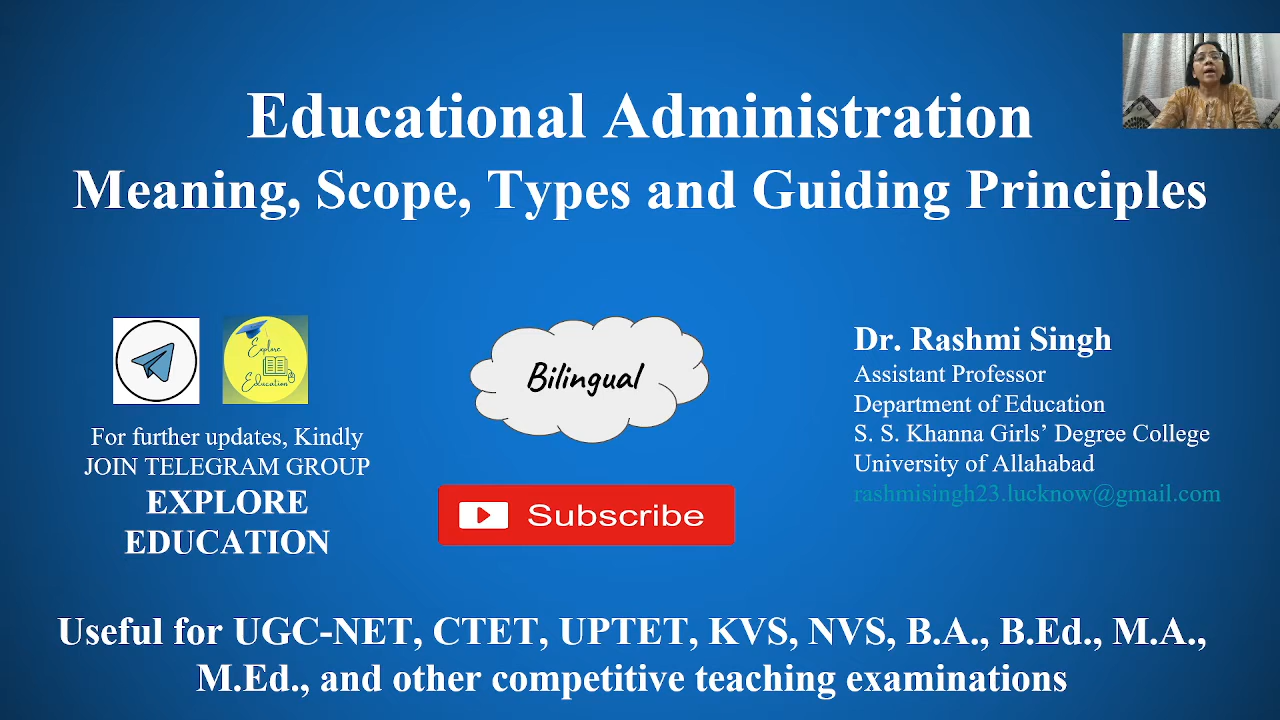 Educational Administration
Meaning, Scope, Types and Guiding Principles
Explore
Education
For further updates, Kindly
JOIN TELEGRAM GROUP
EXPLORE
EDUCATION
Bilingual
Subscribe
Dr. Rashmi Singh
Assistant Professor
Department of Education
S. S. Khanna Girls’ Degree College
University of Allahabad
rashmisingh23.lucknow@gmail.com
Useful for UGC-NET, CTET, UPTET, KVS, NVS, B.A., B.Ed., M.A.,
M.Ed., and other competitive teaching examinations